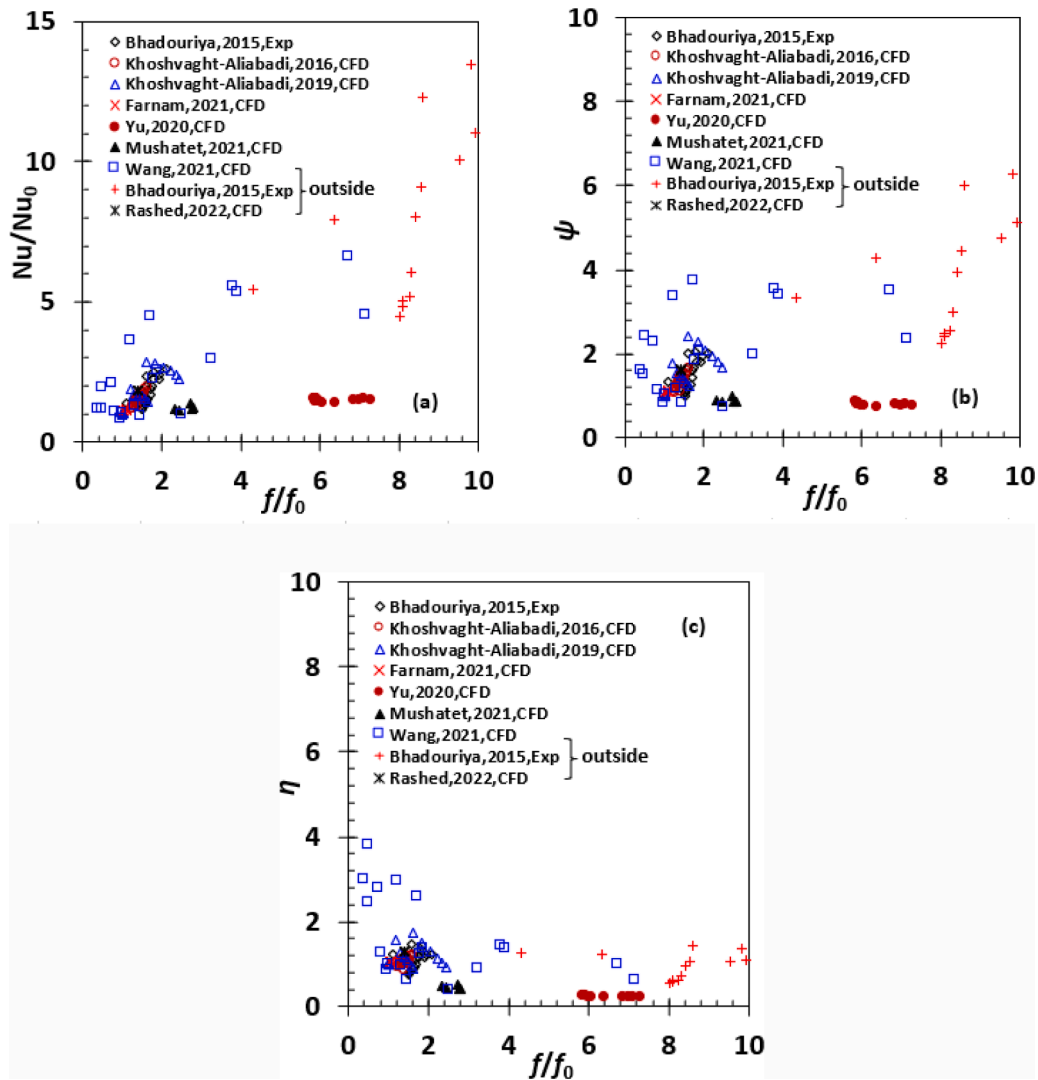 15
10
5
0
Nu/Nu₀
Bhadouriya,2015,Exp
Khoshvaght-Aliabadi,2016,CFD
Khoshvaght-Aliabadi,2019,CFD
Farnam,2021,CFD
Yu,2020,CFD
Mushatet,2021,CFD
Wang,2021,CFD
Bhadouriya,2015,Exp outside
Rashed,2022,CFD
(a)
0 2 4 6 8 10
f/f₀
10
8
6
4
2
0
ψ
Bhadouriya,2015,Exp
Khoshvaght-Aliabadi,2016,CFD
Khoshvaght-Aliabadi,2019,CFD
Farnam,2021,CFD
Yu,2020,CFD
Mushatet,2021,CFD
Wang,2021,CFD
Bhadouriya,2015,Exp outside
Rashed,2022,CFD
(b)
0 2 4 6 8 10
f/f₀
10
8
6
4
2
0
η
Bhadouriya,2015,Exp
Khoshvaght-Aliabadi,2016,CFD (c)
Khoshvaght-Aliabadi,2019,CFD
Farnam,2021,CFD
Yu,2020,CFD
Mushatet,2021,CFD
Wang,2021,CFD
Bhadouriya,2015,Exp outside
Rashed,2022,CFD
0 2 4 6 8 10
f/f₀